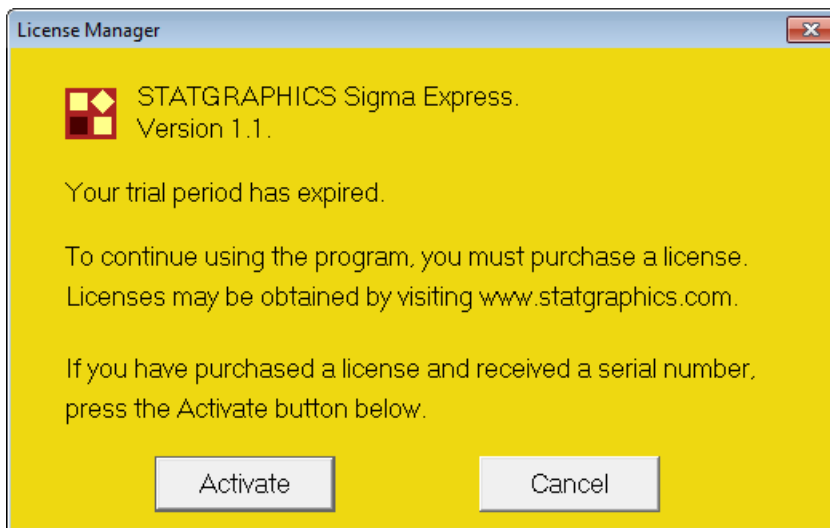 License Manager
STATGRAPHICS Sigma Express.
Version 1.1.
Your trial period has expired.
To continue using the program, you must purchase a license.
Licenses may be obtained by visiting www.statgraphics.com.
If you have purchased a license and received a serial number,
press the Activate button below.
Activate
Cancel